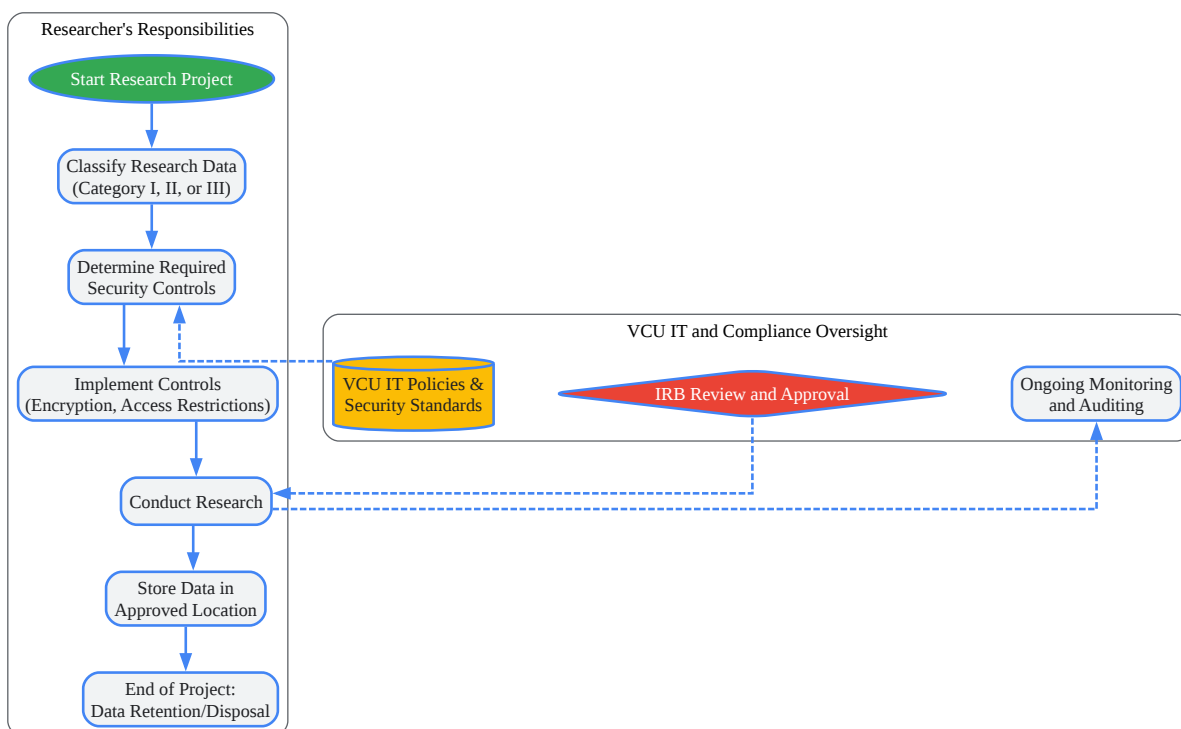 Researcher's Responsibilities
Start Research Project
Classify Research Data
(Category I, II, or III)
Determine Required
Security Controls
Implement Controls
(Encryption, Access Restrictions)
Conduct Research
Store Data in
Approved Location
End of Project:
Data Retention/Disposal
VCU IT and Compliance Oversight
VCU IT Policies &
Security Standards
IRB Review and Approval
Ongoing Monitoring
and Auditing